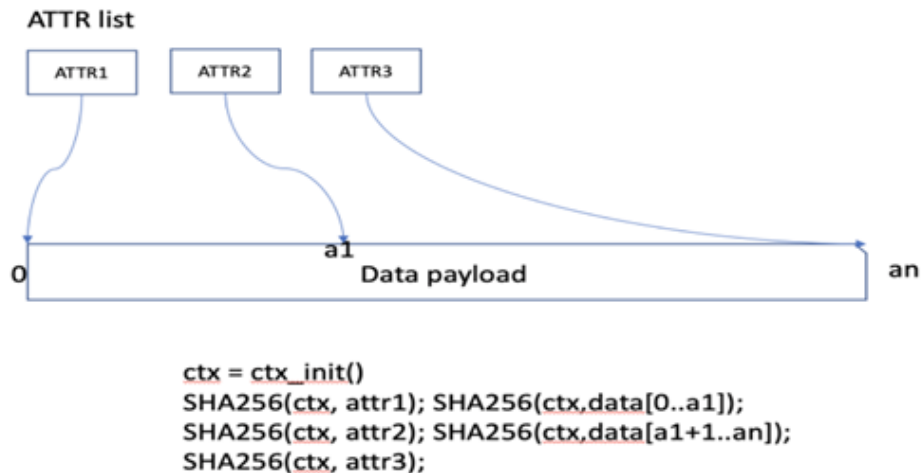 ATTR list
ATTR1 ATTR2 ATTR3
a1
0 Data payload an
ctx = ctx_init()
SHA256(ctx, attr1); SHA256(ctx,data[0..a1]);
SHA256(ctx, attr2); SHA256(ctx,data[a1+1..an]);
SHA256(ctx, attr3);